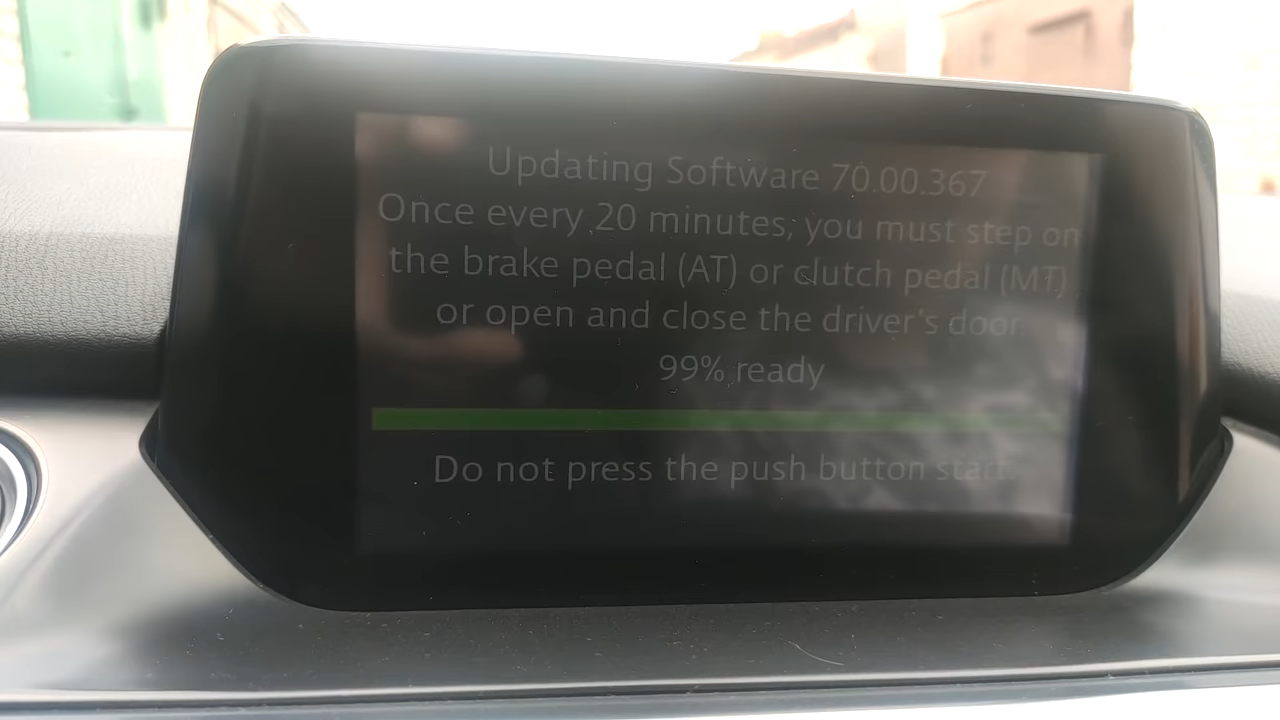 Updating Software 70.00.367
Once every 20 minutes, you must step on
the brake pedal (AT) or clutch pedal (MT)
or open and close the driver's door
99% ready
Do not press the push button start.